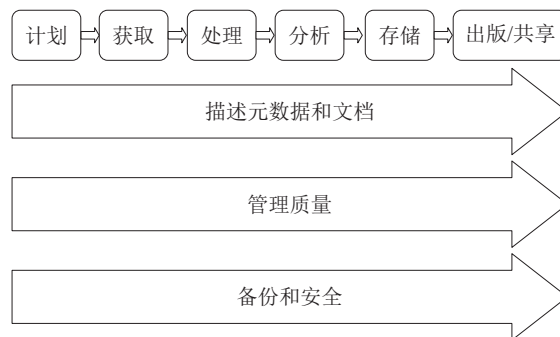 计划 获取 处理 分析 存储 出版/共享
描述元数据和文档
管理质量
备份和安全